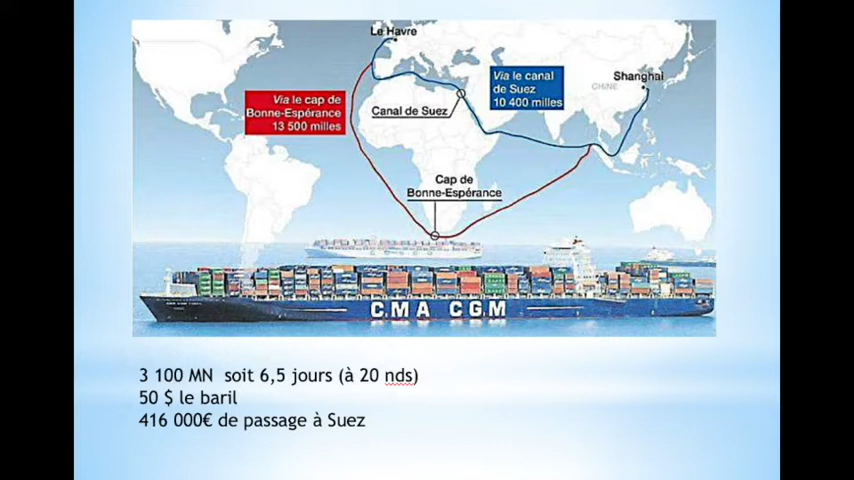 Le Havre
Via le canal
de Suez
10 400 milles
Shanghai
CHINE
Via le cap de
Bonne-Espérance
13 500 milles
Canal de Suez
Cap de
Bonne-Espérance
CMA CGM
3 100 MN soit 6,5 jours (à 20 nds)
50 $ le baril
416 000€ de passage à Suez